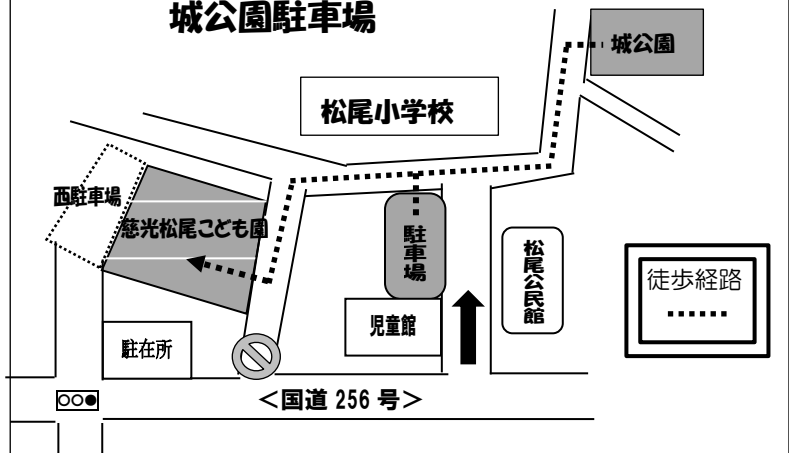 城公園駐車場
城公園
松尾小学校
西駐車場
慈光松尾こども園
駐車場
松尾公民館
徒歩経路
児童館
駐在所
＜国道 256 号＞